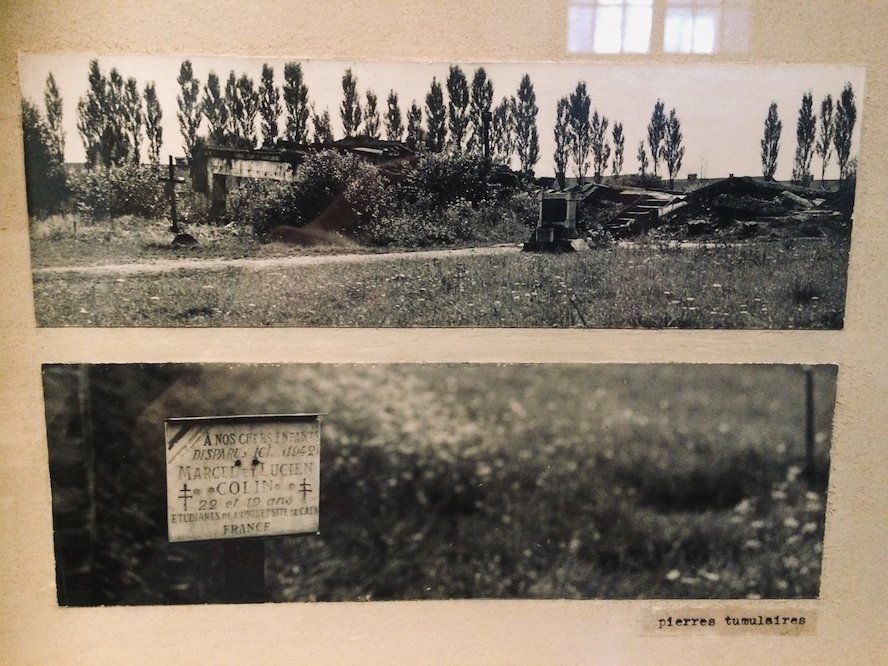 À NOS CHERS ENFANTS
DISPARUS ICI (1942)
MARCEL ET LUCIEN
COLIN
22 et 19 ans
ETUDIANTS DE L'UNIVERSITE DE CAEN
FRANCE
pierres tumulaires